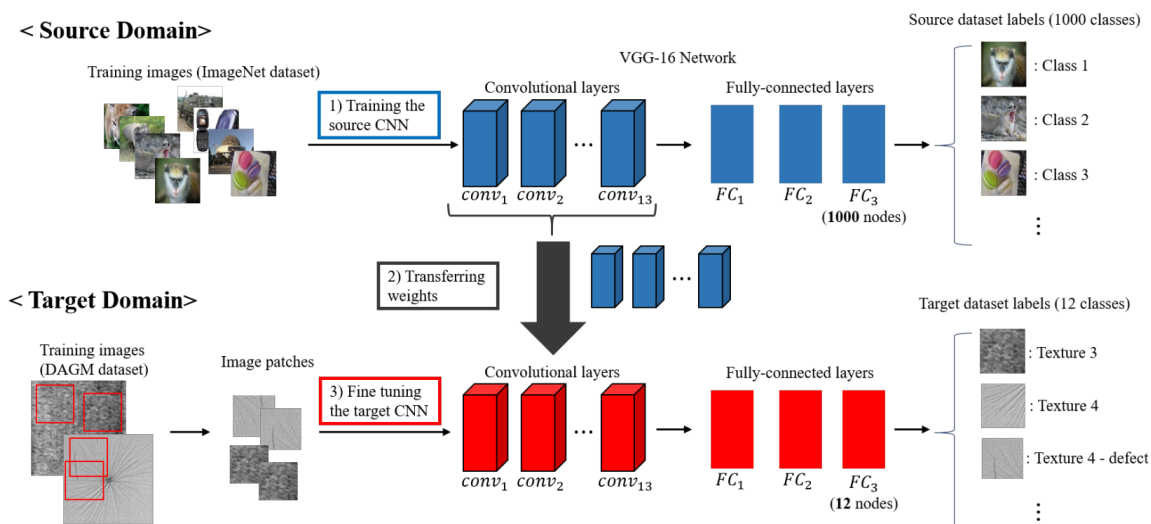 < Source Domain>
Training images (ImageNet dataset)
1) Training the
source CNN
VGG-16 Network
Convolutional layers
conv₁
conv₂
...
conv₁₃
Fully-connected layers
FC₁
FC₂
FC₃
(1000 nodes)
Source dataset labels (1000 classes)
: Class 1
: Class 2
: Class 3
⋮
2) Transferring
weights
...
< Target Domain>
Training images
(DAGM dataset)
Image patches
3) Fine tuning
the target CNN
Convolutional layers
conv₁
conv₂
...
conv₁₃
Fully-connected layers
FC₁
FC₂
FC₃
(12 nodes)
Target dataset labels (12 classes)
: Texture 3
: Texture 4
: Texture 4 - defect
⋮